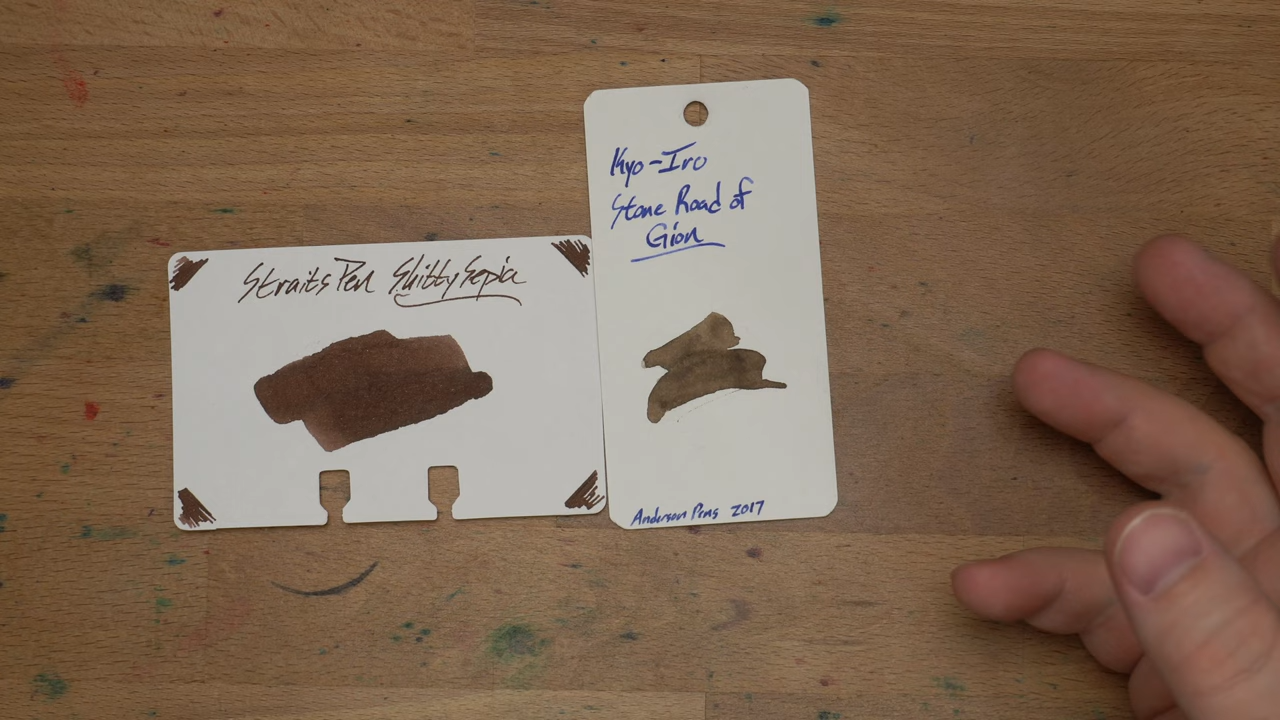 Straits Pen Shitty Sepia
Kyo-Iro
Stone Road of
Gion
Anderson Pens 2017